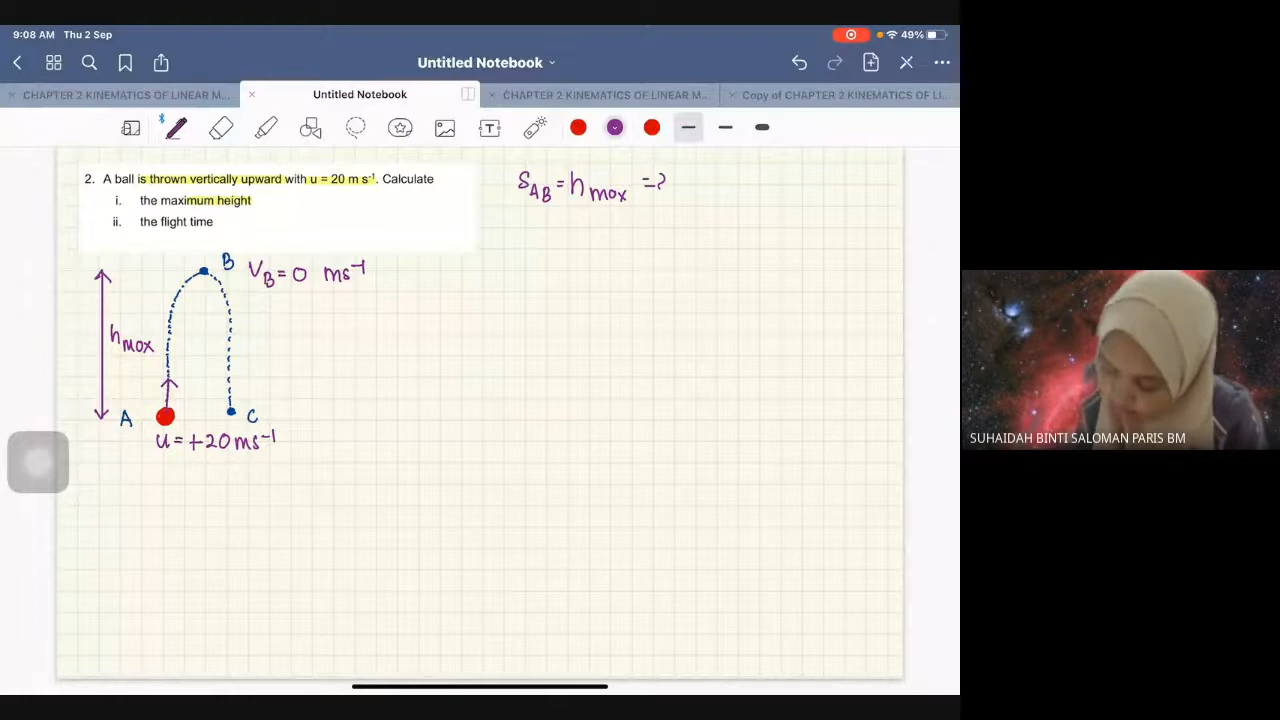 9:08 AM Thu 2 Sep
49%
Untitled Notebook
CHAPTER 2 KINEMATICS OF LINEAR M...
Untitled Notebook
CHAPTER 2 KINEMATICS OF LINEAR M...
Copy of CHAPTER 2 KINEMATICS OF LI...
2. A ball is thrown vertically upward with u = 20 m s⁻¹. Calculate
i. the maximum height
ii. the flight time
S_AB = h_max = ?
B V_B = 0 ms⁻¹
h_max
A
C
u = +20 ms⁻¹
SUHAIDAH BINTI SALOMAN PARIS BM